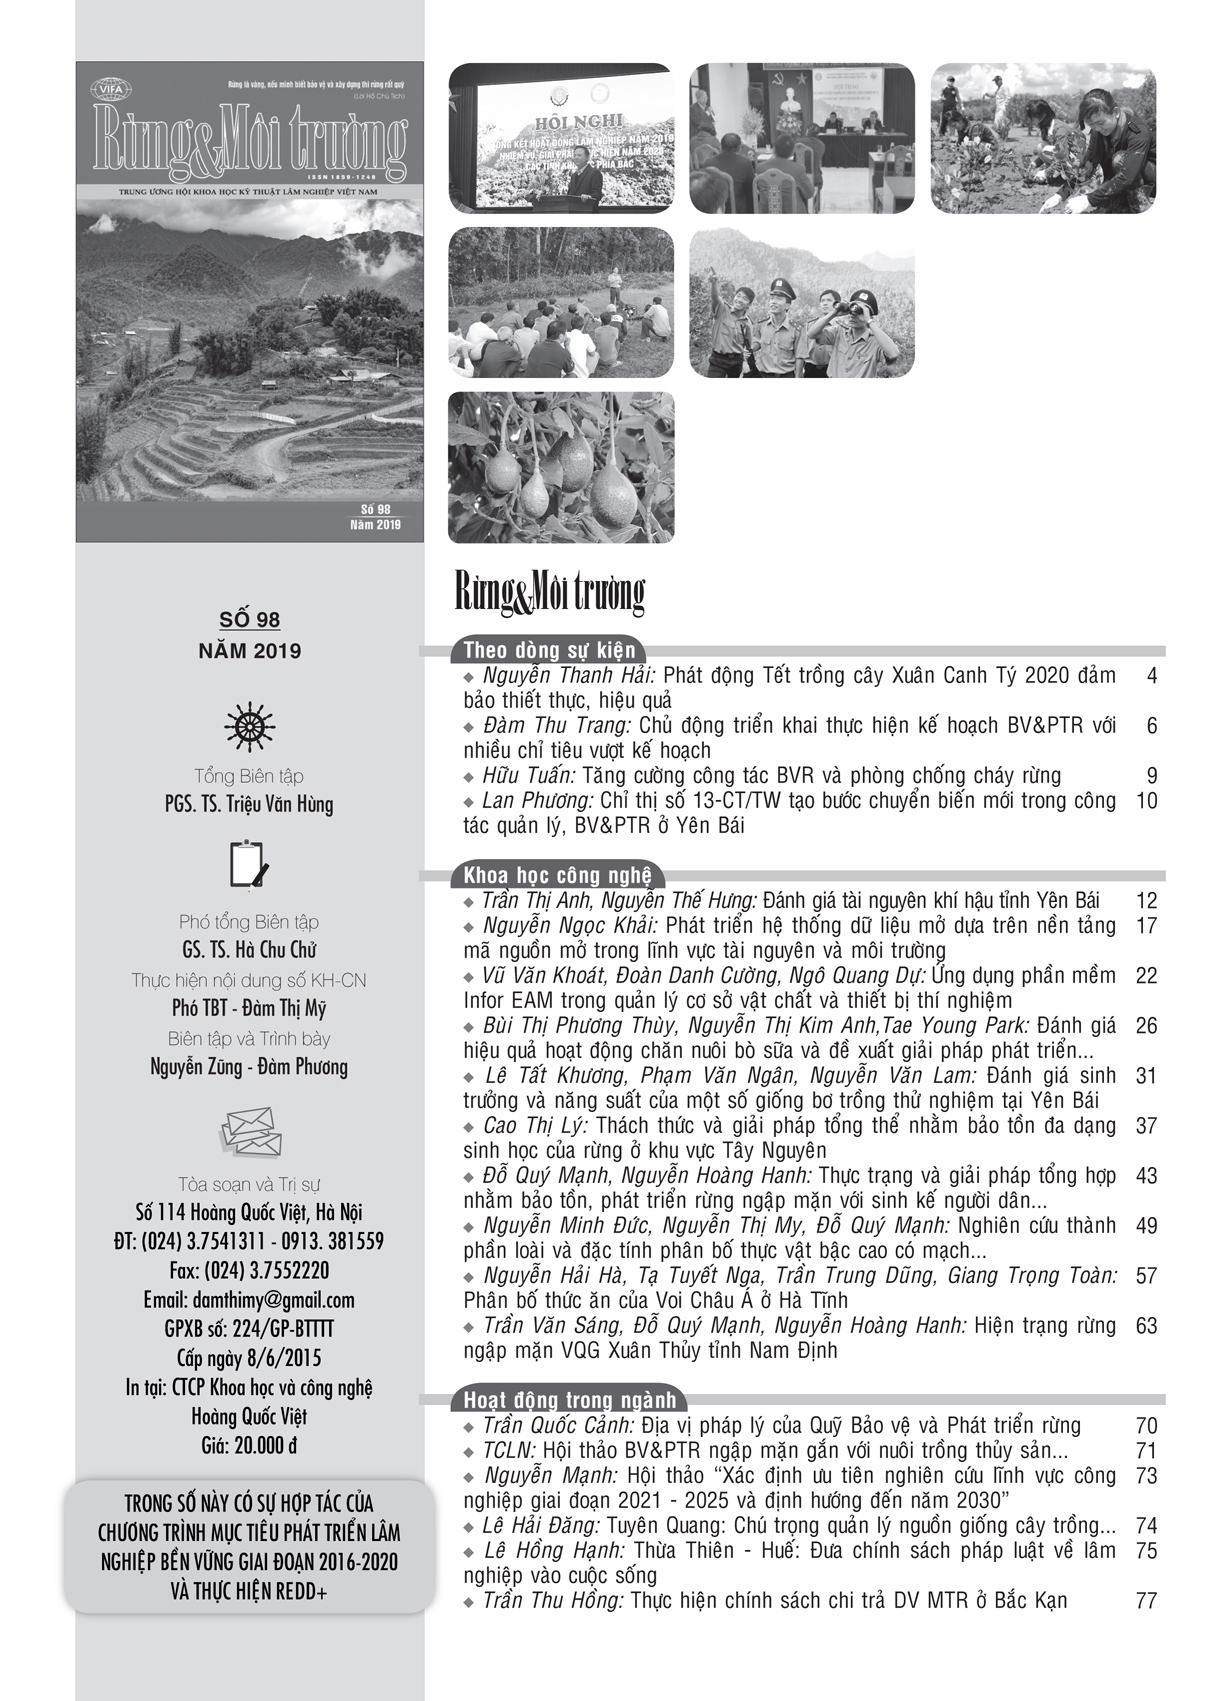 VIFA
Rừng là vàng, nếu mình biết bảo vệ và xây dựng thì rừng rất quý
(Lời Hồ Chủ Tịch)
Rừng&Môi trường
ISSN 1859-1248
TRUNG ƯƠNG HỘI KHOA HỌC KỸ THUẬT LÂM NGHIỆP VIỆT NAM
Số 98
Năm 2019
SỐ 98
NĂM 2019
Tổng Biên tập
PGS. TS. Triệu Văn Hùng
Phó tổng Biên tập
GS. TS. Hà Chu Chử
Thực hiện nội dung số KH-CN
Phó TBT - Đàm Thị Mỹ
Biên tập và Trình bày
Nguyễn Zũng - Đàm Phương
Tòa soạn và Trị sự
Số 114 Hoàng Quốc Việt, Hà Nội
ĐT: (024) 3.7541311 - 0913. 381559
Fax: (024) 3.7552220
Email: damthimy@gmail.com
GPXB số: 224/GP-BTTTT
Cấp ngày 8/6/2015
In tại: CTCP Khoa học và công nghệ
Hoàng Quốc Việt
Giá: 20.000 đ
TRONG SỐ NÀY CÓ SỰ HỢP TÁC CỦA
CHƯƠNG TRÌNH MỤC TIÊU PHÁT TRIỂN LÂM
NGHIỆP BỀN VỮNG GIAI ĐOẠN 2016-2020
VÀ THỰC HIỆN REDD+
HỘI NGHỊ
TỔNG KẾT HOẠT ĐỘNG LÂM NGHIỆP NĂM 2019
NHIỆM VỤ, GIẢI PHÁP THỰC HIỆN NĂM 2020
CÁC TỈNH KHU VỰC PHÍA BẮC
HỘI THẢO
Rừng&Môi trường
Theo dòng sự kiện
◆ Nguyễn Thanh Hải: Phát động Tết trồng cây Xuân Canh Tý 2020 đảm 4
bảo thiết thực, hiệu quả
◆ Đàm Thu Trang: Chủ động triển khai thực hiện kế hoạch BV&PTR với 6
nhiều chỉ tiêu vượt kế hoạch
◆ Hữu Tuấn: Tăng cường công tác BVR và phòng chống cháy rừng 9
◆ Lan Phương: Chỉ thị số 13-CT/TW tạo bước chuyển biến mới trong công 10
tác quản lý, BV&PTR ở Yên Bái
Khoa học công nghệ
◆ Trần Thị Anh, Nguyễn Thế Hưng: Đánh giá tài nguyên khí hậu tỉnh Yên Bái 12
◆ Nguyễn Ngọc Khải: Phát triển hệ thống dữ liệu mở dựa trên nền tảng 17
mã nguồn mở trong lĩnh vực tài nguyên và môi trường
◆ Vũ Văn Khoát, Đoàn Danh Cường, Ngô Quang Dự: Ứng dụng phần mềm 22
Infor EAM trong quản lý cơ sở vật chất và thiết bị thí nghiệm
◆ Bùi Thị Phương Thùy, Nguyễn Thị Kim Anh,Tae Young Park: Đánh giá 26
hiệu quả hoạt động chăn nuôi bò sữa và đề xuất giải pháp phát triển...
◆ Lê Tất Khương, Phạm Văn Ngân, Nguyễn Văn Lam: Đánh giá sinh 31
trưởng và năng suất của một số giống bơ trồng thử nghiệm tại Yên Bái
◆ Cao Thị Lý: Thách thức và giải pháp tổng thể nhằm bảo tồn đa dạng 37
sinh học của rừng ở khu vực Tây Nguyên
◆ Đỗ Quý Mạnh, Nguyễn Hoàng Hanh: Thực trạng và giải pháp tổng hợp 43
nhằm bảo tồn, phát triển rừng ngập mặn với sinh kế người dân...
◆ Nguyễn Minh Đức, Nguyễn Thị My, Đỗ Quý Mạnh: Nghiên cứu thành 49
phần loài và đặc tính phân bố thực vật bậc cao có mạch...
◆ Nguyễn Hải Hà, Tạ Tuyết Nga, Trần Trung Dũng, Giang Trọng Toàn: 57
Phân bố thức ăn của Voi Châu Á ở Hà Tĩnh
◆ Trần Văn Sáng, Đỗ Quý Mạnh, Nguyễn Hoàng Hanh: Hiện trạng rừng 63
ngập mặn VQG Xuân Thủy tỉnh Nam Định
Hoạt động trong ngành
◆ Trần Quốc Cảnh: Địa vị pháp lý của Quỹ Bảo vệ và Phát triển rừng 70
◆ TCLN: Hội thảo BV&PTR ngập mặn gắn với nuôi trồng thủy sản... 71
◆ Nguyễn Mạnh: Hội thảo “Xác định ưu tiên nghiên cứu lĩnh vực công 73
nghiệp giai đoạn 2021 - 2025 và định hướng đến năm 2030”
◆ Lê Hải Đăng: Tuyên Quang: Chú trọng quản lý nguồn giống cây trồng... 74
◆ Lê Hồng Hạnh: Thừa Thiên - Huế: Đưa chính sách pháp luật về lâm 75
nghiệp vào cuộc sống
◆ Trần Thu Hồng: Thực hiện chính sách chi trả DV MTR ở Bắc Kạn 77